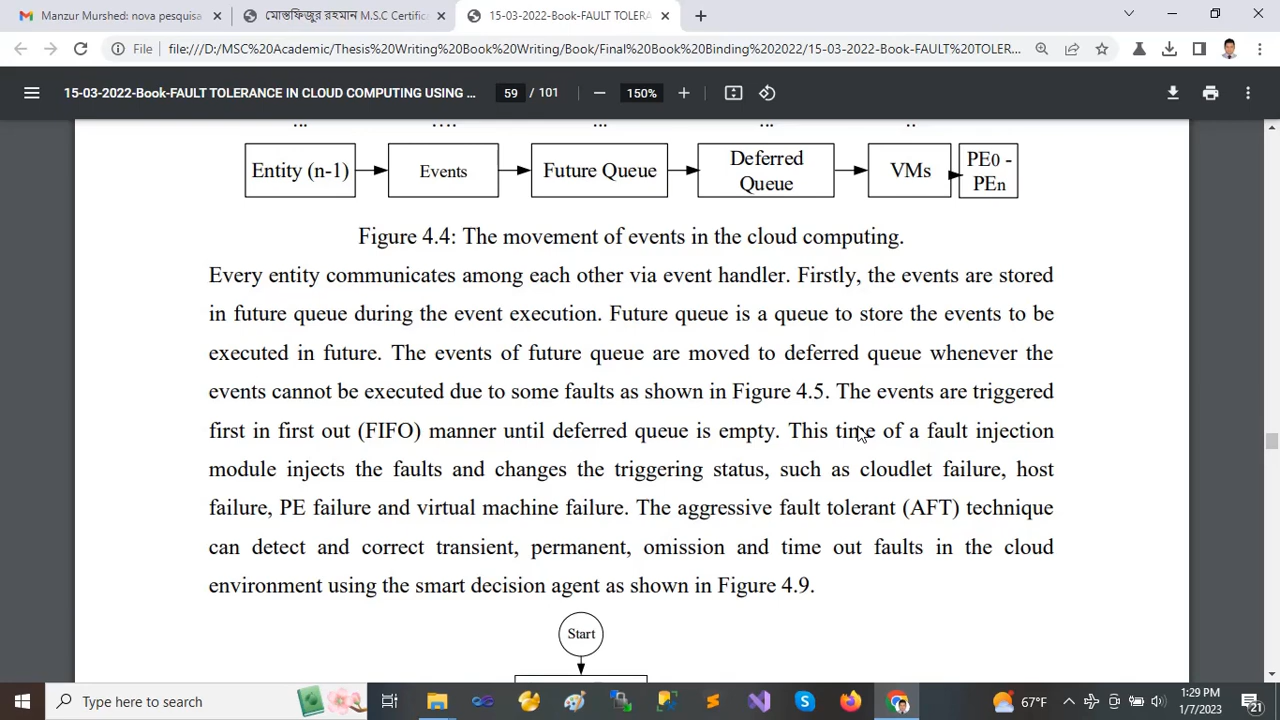 Manzur Murshed: nova pesquisa
মোস্তফিজুর রহমান M.S.C Certific
15-03-2022-Book-FAULT TOLERA
File
file:///D:/MSC%20Academic/Thesis%20Writing%20Book%20Writing/Book/Final%20Book%20Binding%202022/15-03-2022-Book-FAULT%20TOLER...
15-03-2022-Book-FAULT TOLERANCE IN CLOUD COMPUTING USING ...
59 / 101
150%
... .... ... ... ..
Entity (n-1)
Events
Future Queue
Deferred
Queue
VMs
PE0 -
PEn
Figure 4.4: The movement of events in the cloud computing.
Every entity communicates among each other via event handler. Firstly, the events are stored
in future queue during the event execution. Future queue is a queue to store the events to be
executed in future. The events of future queue are moved to deferred queue whenever the
events cannot be executed due to some faults as shown in Figure 4.5. The events are triggered
first in first out (FIFO) manner until deferred queue is empty. This time of a fault injection
module injects the faults and changes the triggering status, such as cloudlet failure, host
failure, PE failure and virtual machine failure. The aggressive fault tolerant (AFT) technique
can detect and correct transient, permanent, omission and time out faults in the cloud
environment using the smart decision agent as shown in Figure 4.9.
Start
Type here to search
67°F
1:29 PM
1/7/2023
21